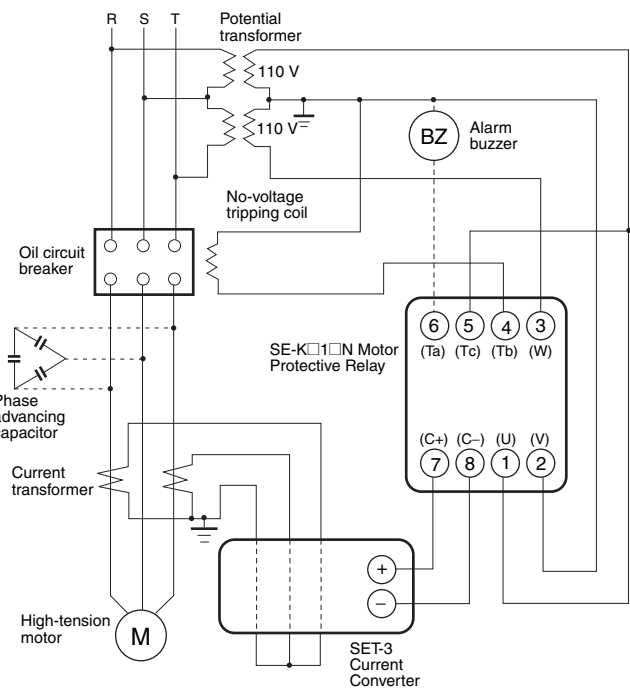 R S T
Potential
transformer
110 V
110 V
BZ
Alarm
buzzer
No-voltage
tripping coil
Oil circuit
breaker
6 5 4 3
(Ta) (Tc) (Tb) (W)
SE-K□1□N Motor
Protective Relay
Phase
advancing
capacitor
(C+) (C−) (U) (V)
7 8 1 2
Current
transformer
+
−
High-tension
motor
M
SET-3
Current
Converter